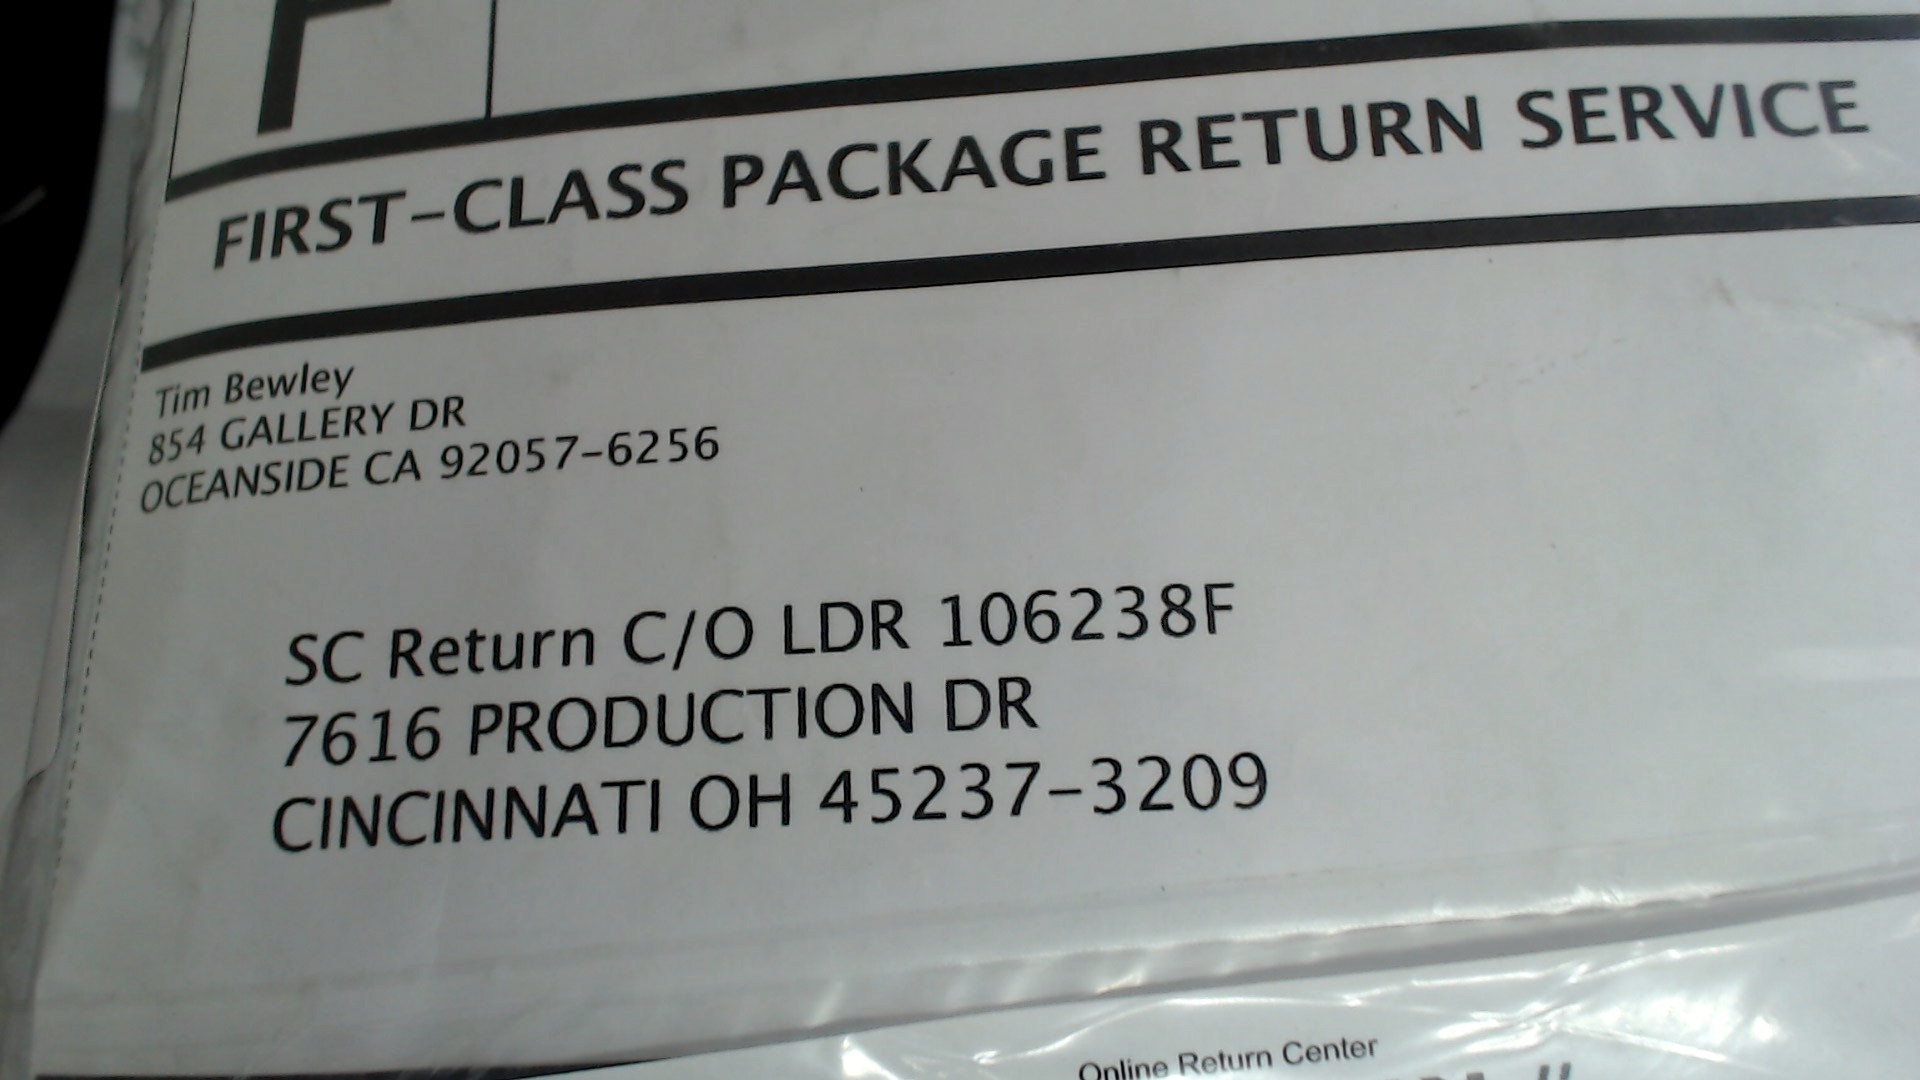 F
FIRST-CLASS PACKAGE RETURN SERVICE
Tim Bewley
854 GALLERY DR
OCEANSIDE CA 92057-6256
SC Return C/O LDR 106238F
7616 PRODUCTION DR
CINCINNATI OH 45237-3209
Online Return Center